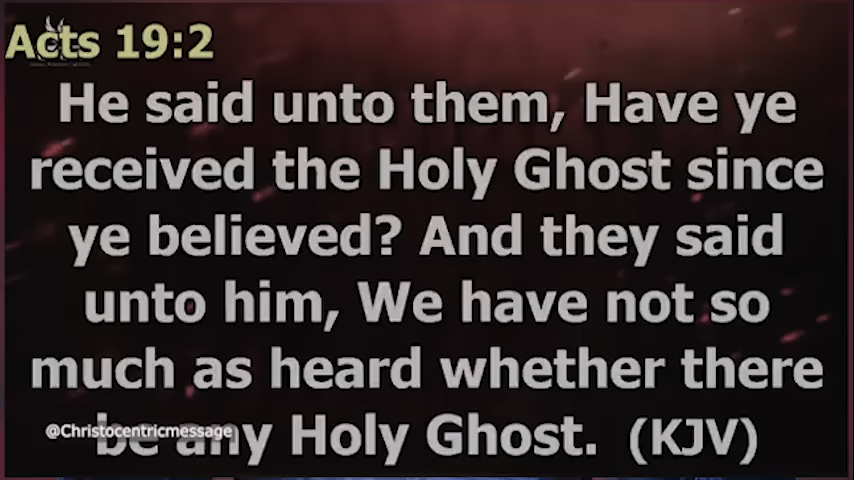 Acts 19:2
He said unto them, Have ye
received the Holy Ghost since
ye believed? And they said
unto him, We have not so
much as heard whether there
be any Holy Ghost. (KJV)
@Christocentricmessage